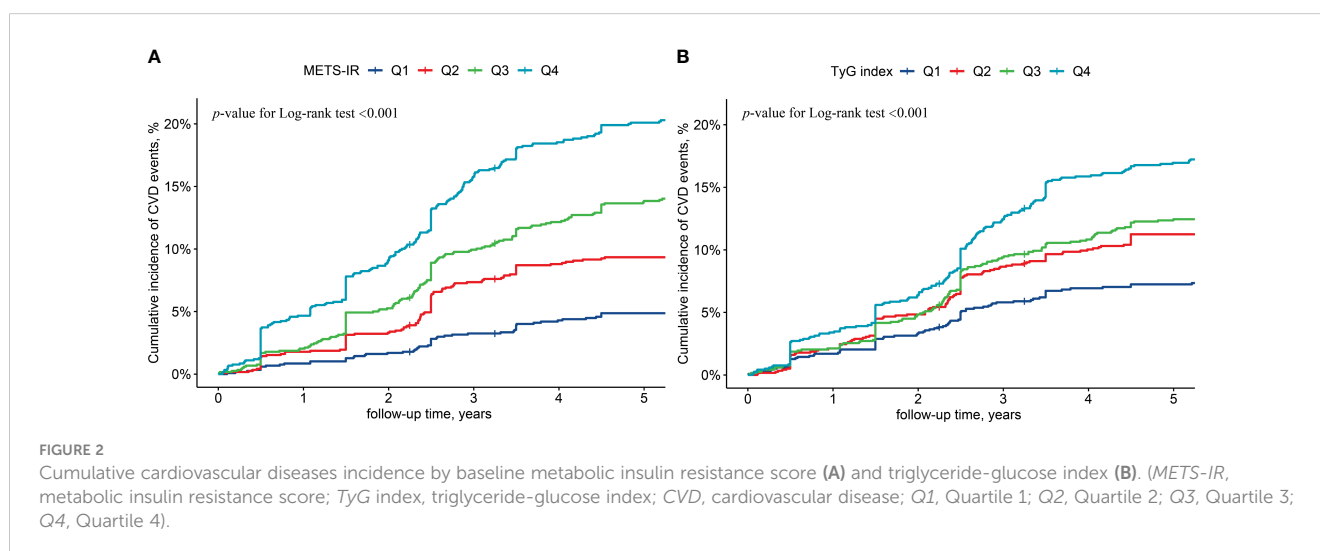 A
METS-IR Q1 Q2 Q3 Q4
p-value for Log-rank test <0.001
Cumulative incidence of CVD events, %
20%
15%
10%
5%
0%
0 1 2 3 4 5
follow-up time, years
B
TyG index Q1 Q2 Q3 Q4
p-value for Log-rank test <0.001
Cumulative incidence of CVD events, %
20%
15%
10%
5%
0%
0 1 2 3 4 5
follow-up time, years
FIGURE 2
Cumulative cardiovascular diseases incidence by baseline metabolic insulin resistance score (A) and triglyceride-glucose index (B). (METS-IR,
metabolic insulin resistance score; TyG index, triglyceride-glucose index; CVD, cardiovascular disease; Q1, Quartile 1; Q2, Quartile 2; Q3, Quartile 3;
Q4, Quartile 4).